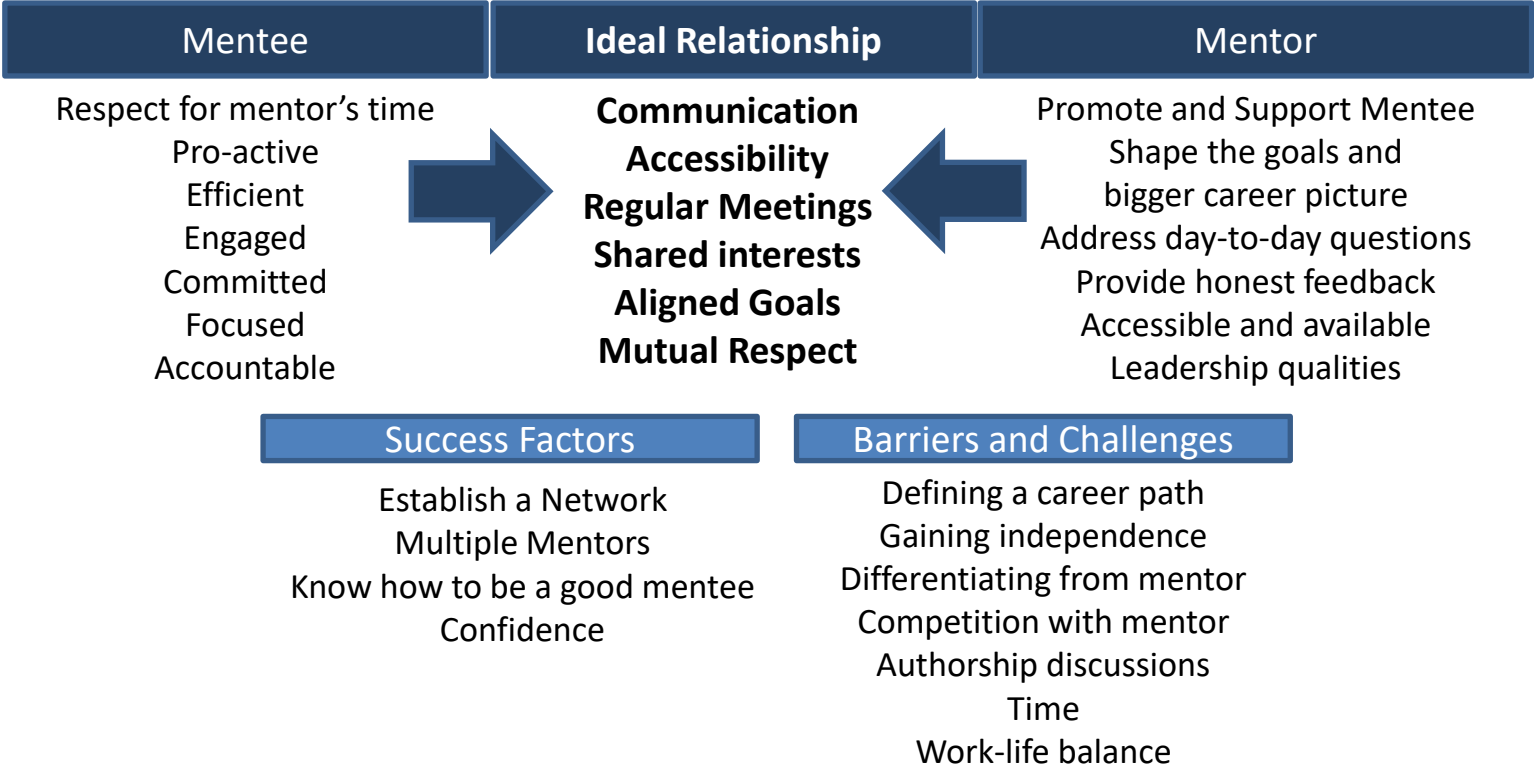 Mentee
Ideal Relationship
Mentor
Respect for mentor’s time
Pro-active
Efficient
Engaged
Committed
Focused
Accountable
Communication
Accessibility
Regular Meetings
Shared interests
Aligned Goals
Mutual Respect
Promote and Support Mentee
Shape the goals and
bigger career picture
Address day-to-day questions
Provide honest feedback
Accessible and available
Leadership qualities
Success Factors
Establish a Network
Multiple Mentors
Know how to be a good mentee
Confidence
Barriers and Challenges
Defining a career path
Gaining independence
Differentiating from mentor
Competition with mentor
Authorship discussions
Time
Work-life balance